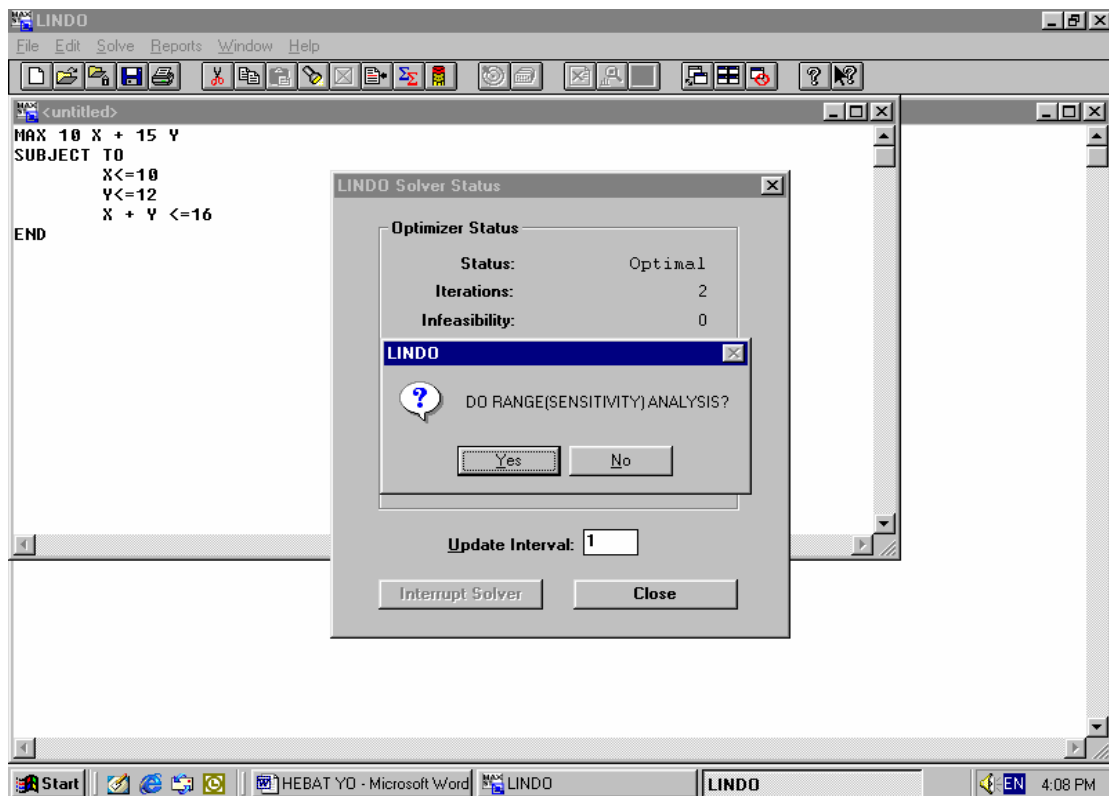 LINDO
File Edit Solve Reports Window Help
<untitled>
MAX 10 X + 15 Y
SUBJECT TO
X<=10
Y<=12
X + Y <=16
END
LINDO Solver Status
Optimizer Status
Status: Optimal
Iterations: 2
Infeasibility: 0
LINDO
DO RANGE(SENSITIVITY) ANALYSIS?
Yes No
Update Interval: 1
Interrupt Solver Close
Start HEBAT YO - Microsoft Word LINDO LINDO EN 4:08 PM